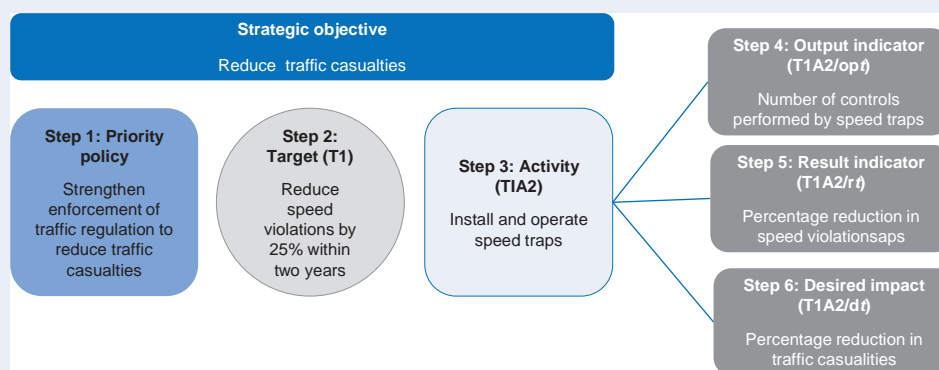 Strategic objective
Reduce traffic casualties
Step 1: Priority
policy
Strengthen
enforcement of
traffic regulation to
reduce traffic
casualties
Step 2:
Target (T1)
Reduce
speed
violations by
25% within
two years
Step 3: Activity
(TIA2)
Install and operate
speed traps
Step 4: Output indicator
(T1A2/opt)
Number of controls
performed by speed traps
Step 5: Result indicator
(T1A2/rt)
Percentage reduction in
speed violationsaps
Step 6: Desired impact
(T1A2/dt)
Percentage reduction in
traffic casualities